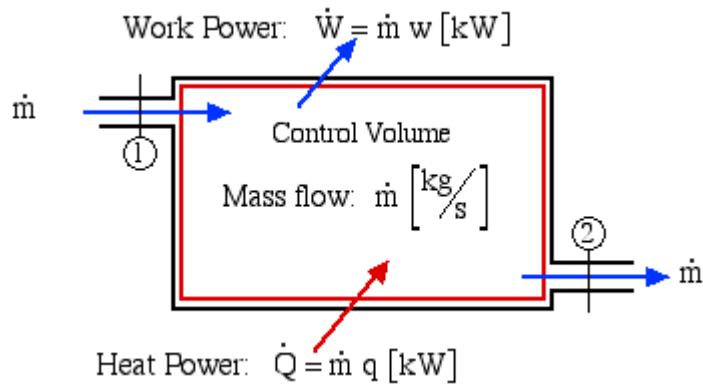 Work Power: Ẇ = ṁ w [kW]
ṁ
①
Control Volume
Mass flow: ṁ [kg/s]
②
ṁ
Heat Power: Q̇ = ṁ q [kW]